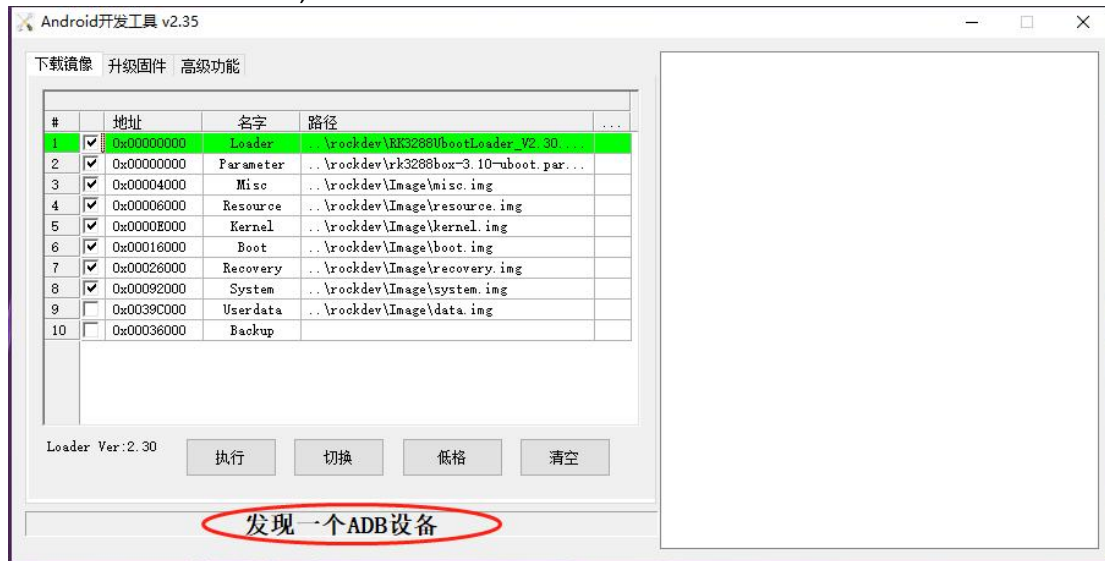 Android开发工具 v2.35
下载镜像 升级固件 高级功能
# 地址 名字 路径 ...
1 0x00000000 Loader ..\rockdev\RK3288UbootLoader_V2.30....
2 0x00000000 Parameter ..\rockdev\rk3288box-3.10-uboot.par...
3 0x00004000 Misc ..\rockdev\Image\misc.img
4 0x00006000 Resource ..\rockdev\Image\resource.img
5 0x0000E000 Kernel ..\rockdev\Image\kernel.img
6 0x00016000 Boot ..\rockdev\Image\boot.img
7 0x00026000 Recovery ..\rockdev\Image\recovery.img
8 0x00092000 System ..\rockdev\Image\system.img
9 0x0039C000 Userdata ..\rockdev\Image\data.img
10 0x00036000 Backup
Loader Ver:2.30 执行 切换 低格 清空
发现一个ADB设备